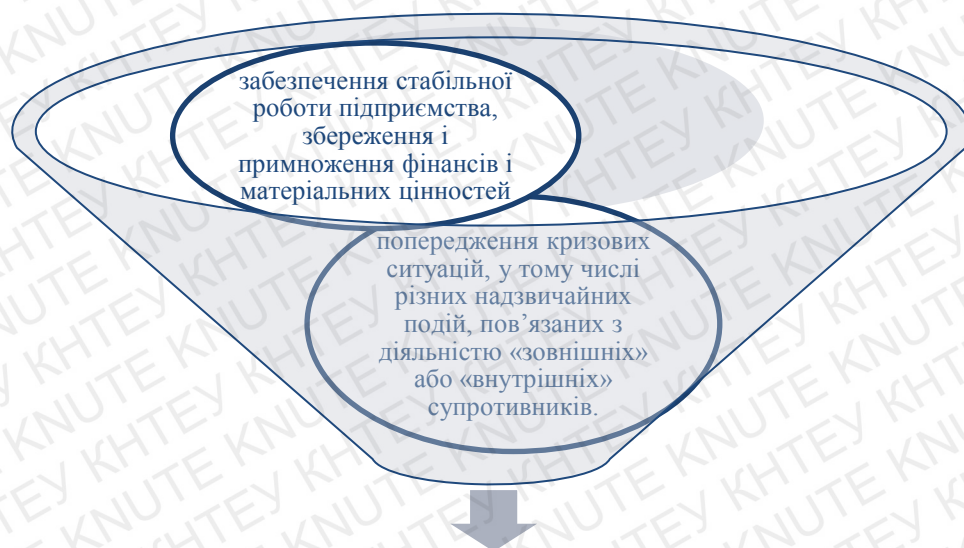 забезпечення стабільної
роботи підприємства,
збереження і
примноження фінансів і
матеріальних цінностей
попередження кризових
ситуацій, у тому числі
різних надзвичайних
подій, пов’язаних з
діяльністю «зовнішніх»
або «внутрішніх»
супротивників.